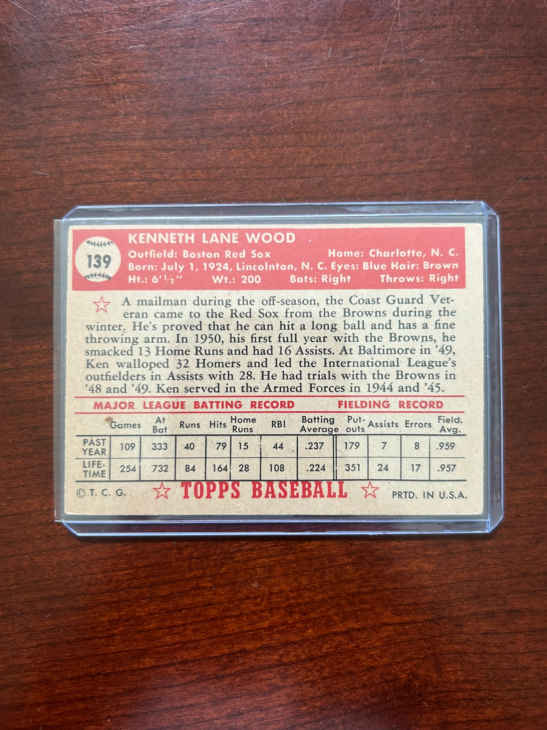 139
KENNETH LANE WOOD
Outfield: Boston Red Sox Home: Charlotte, N. C.
Born: July 1, 1924, Lincolnton, N. C. Eyes: Blue Hair: Brown
Ht.: 6'½" Wt.: 200 Bats: Right Throws: Right
A mailman during the off-season, the Coast Guard Vet-
eran came to the Red Sox from the Browns during the
winter. He's proved that he can hit a long ball and has a fine
throwing arm. In 1950, his first full year with the Browns, he
smacked 13 Home Runs and had 16 Assists. At Baltimore in '49,
Ken walloped 32 Homers and led the International League's
outfielders in Assists with 28. He had trials with the Browns in
'48 and '49. Ken served in the Armed Forces in 1944 and '45.
MAJOR LEAGUE BATTING RECORD FIELDING RECORD
Games At Bat Runs Hits Home Runs RBI Batting Average Put-outs Assists Errors Field. Avg.
PAST YEAR 109 333 40 79 15 44 .237 179 7 8 .959
LIFE-TIME 254 732 84 164 28 108 .224 351 24 17 .957
© T. C. G. TOPPS BASEBALL PRTD. IN U.S.A.